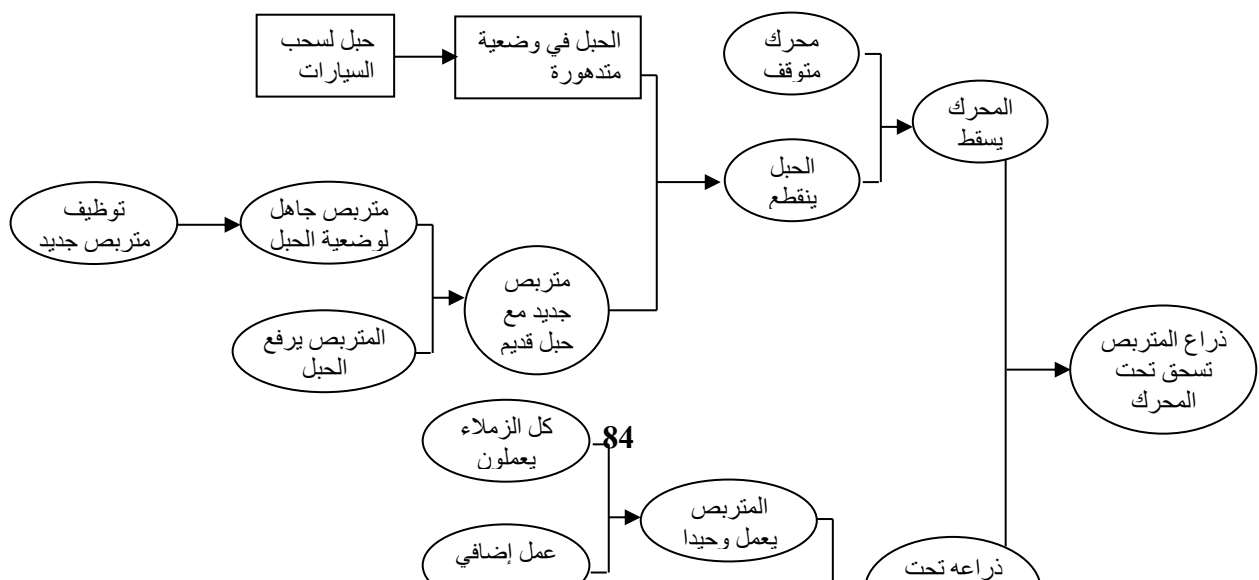 حبل لسحب
السيارات
الحبل في وضعية
متدهورة
محرك
متوقف
المحرك
يسقط
الحبل
ينقطع
توظيف
متربص جديد
متربص جاهل
لوضعية الحبل
متربص
جديد مع
حبل قديم
المتربص يرفع
الحبل
ذراع المتربص
تسحق تحت
المحرك
كل الزملاء
يعملون
84
المتربص
يعمل وحيدا
عمل إضافي
ذراعه تحت